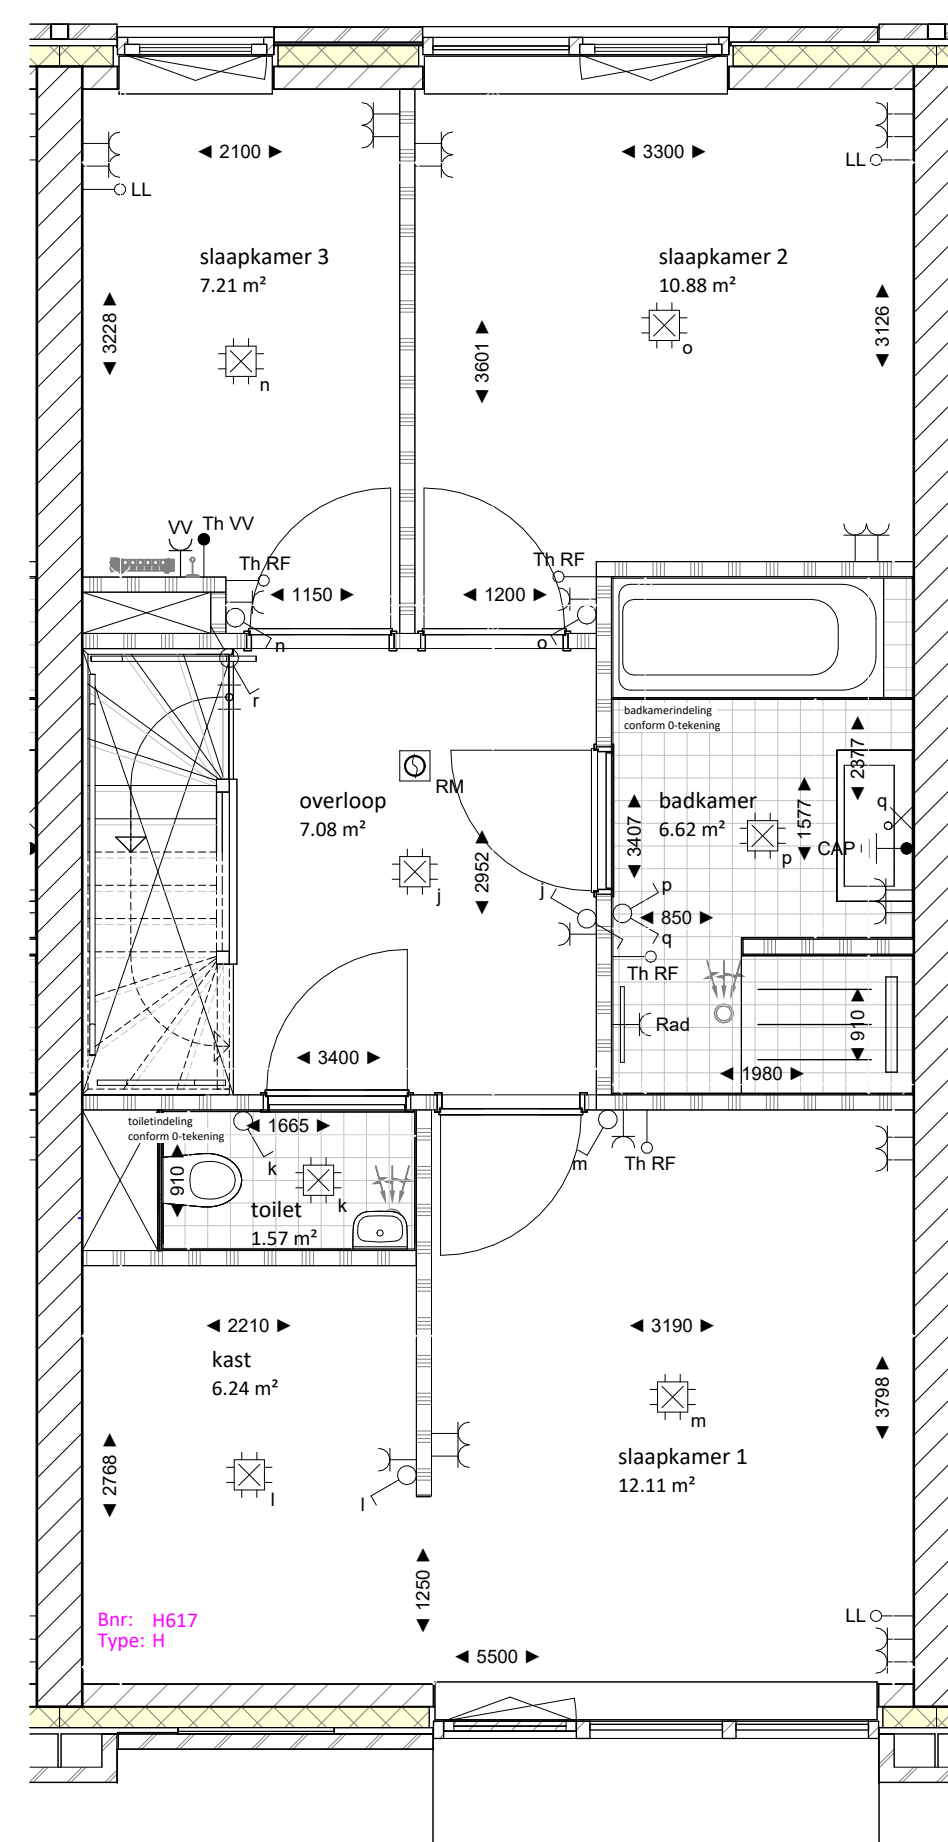 2100
3300
LL
LL
slaapkamer 3
7.21 m²
slaapkamer 2
10.88 m²
3228
3601
3126
n
o
VV
Th VV
Th RF
Th RF
1150
1200
n
o
r
badkamerindeling
conform 0-tekening
RM
overloop
7.08 m²
badkamer
6.62 m²
2377
1577
3407
2952
q
CAP
p
j
j
p
850
q
Th RF
Rad
910
1980
3400
toiletindeling
conform 0-tekening
1665
910
k
k
toilet
1.57 m²
m
Th RF
2210
3190
kast
6.24 m²
3798
m
slaapkamer 1
12.11 m²
2768
l
l
1250
Bnr: H617
Type: H
LL
5500